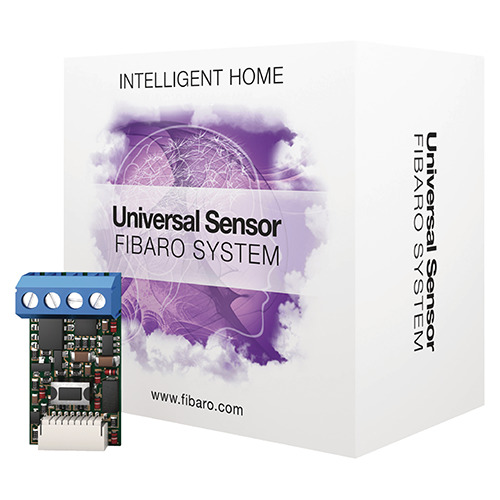 INTELLIGENT HOME
Universal Sensor
FIBARO SYSTEM
www.fibaro.com
Universal Sensor
FIBARO SYSTEM